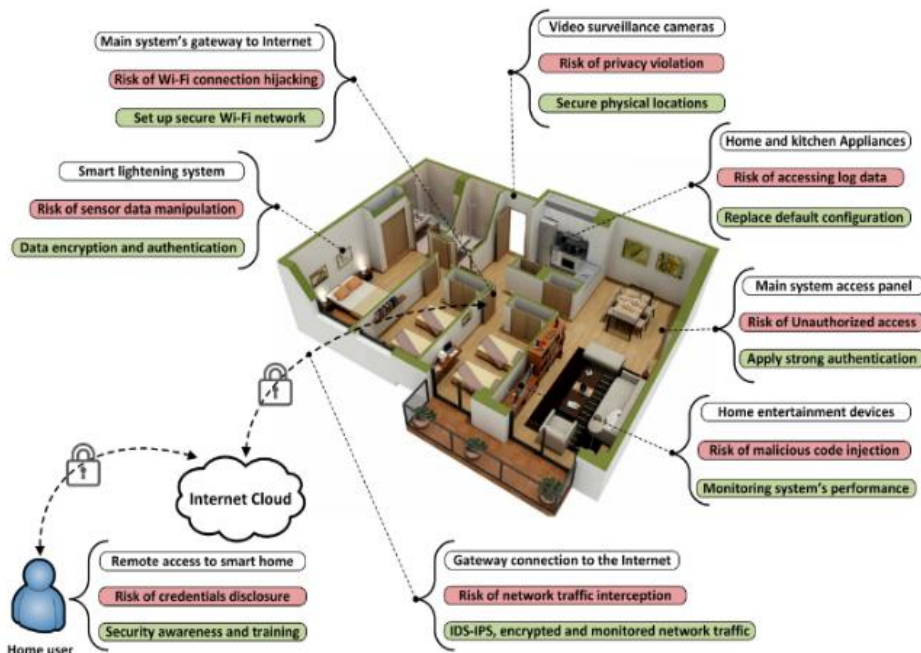 Main system's gateway to Internet
Risk of Wi-Fi connection hijacking
Set up secure Wi-Fi network
Video surveillance cameras
Risk of privacy violation
Secure physical locations
Smart lightening system
Risk of sensor data manipulation
Data encryption and authentication
Home and kitchen Appliances
Risk of accessing log data
Replace default configuration
Main system access panel
Risk of Unauthorized access
Apply strong authentication
Home entertainment devices
Risk of malicious code injection
Monitoring system's performance
Internet Cloud
Remote access to smart home
Risk of credentials disclosure
Security awareness and training
Home user
Gateway connection to the Internet
Risk of network traffic interception
IDS-IPS, encrypted and monitored network traffic